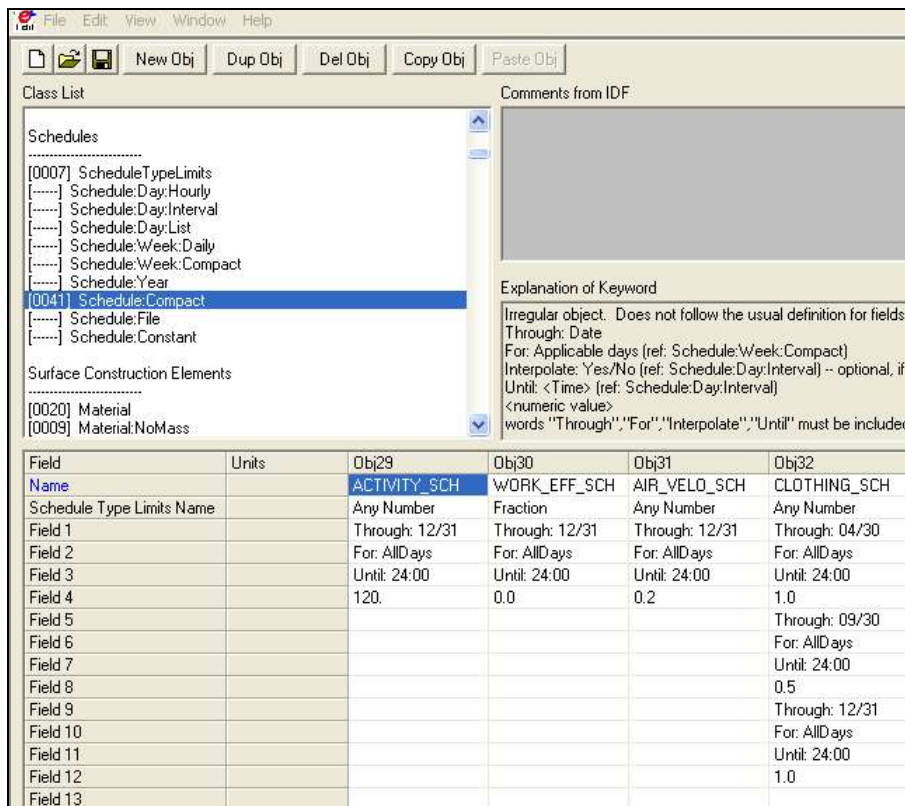 File Edit View Window Help
New Obj Dup Obj Del Obj Copy Obj Paste Obj
Class List
Schedules
---------------------------
[0007] ScheduleTypeLimits
[------] Schedule:Day:Hourly
[------] Schedule:Day:Interval
[------] Schedule:Day:List
[------] Schedule:Week:Daily
[------] Schedule:Week:Compact
[------] Schedule:Year
[0041] Schedule:Compact
[------] Schedule:File
[------] Schedule:Constant
Surface Construction Elements
---------------------------
[0020] Material
[0009] Material:NoMass
Comments from IDF
Explanation of Keyword
Irregular object. Does not follow the usual definition for fields
Through: Date
For: Applicable days (ref: Schedule:Week:Compact)
Interpolate: Yes/No (ref: Schedule:Day:Interval) -- optional, if
Until: <Time> (ref: Schedule:Day:Interval)
<numeric value>
words "Through","For","Interpolate","Until" must be included
Field Units Obj29 Obj30 Obj31 Obj32
Name ACTIVITY_SCH WORK_EFF_SCH AIR_VELO_SCH CLOTHING_SCH
Schedule Type Limits Name Any Number Fraction Any Number Any Number
Field 1 Through: 12/31 Through: 12/31 Through: 12/31 Through: 04/30
Field 2 For: AllDays For: AllDays For: AllDays For: AllDays
Field 3 Until: 24:00 Until: 24:00 Until: 24:00 Until: 24:00
Field 4 120. 0.0 0.2 1.0
Field 5 Through: 09/30
Field 6 For: AllDays
Field 7 Until: 24:00
Field 8 0.5
Field 9 Through: 12/31
Field 10 For: AllDays
Field 11 Until: 24:00
Field 12 1.0
Field 13